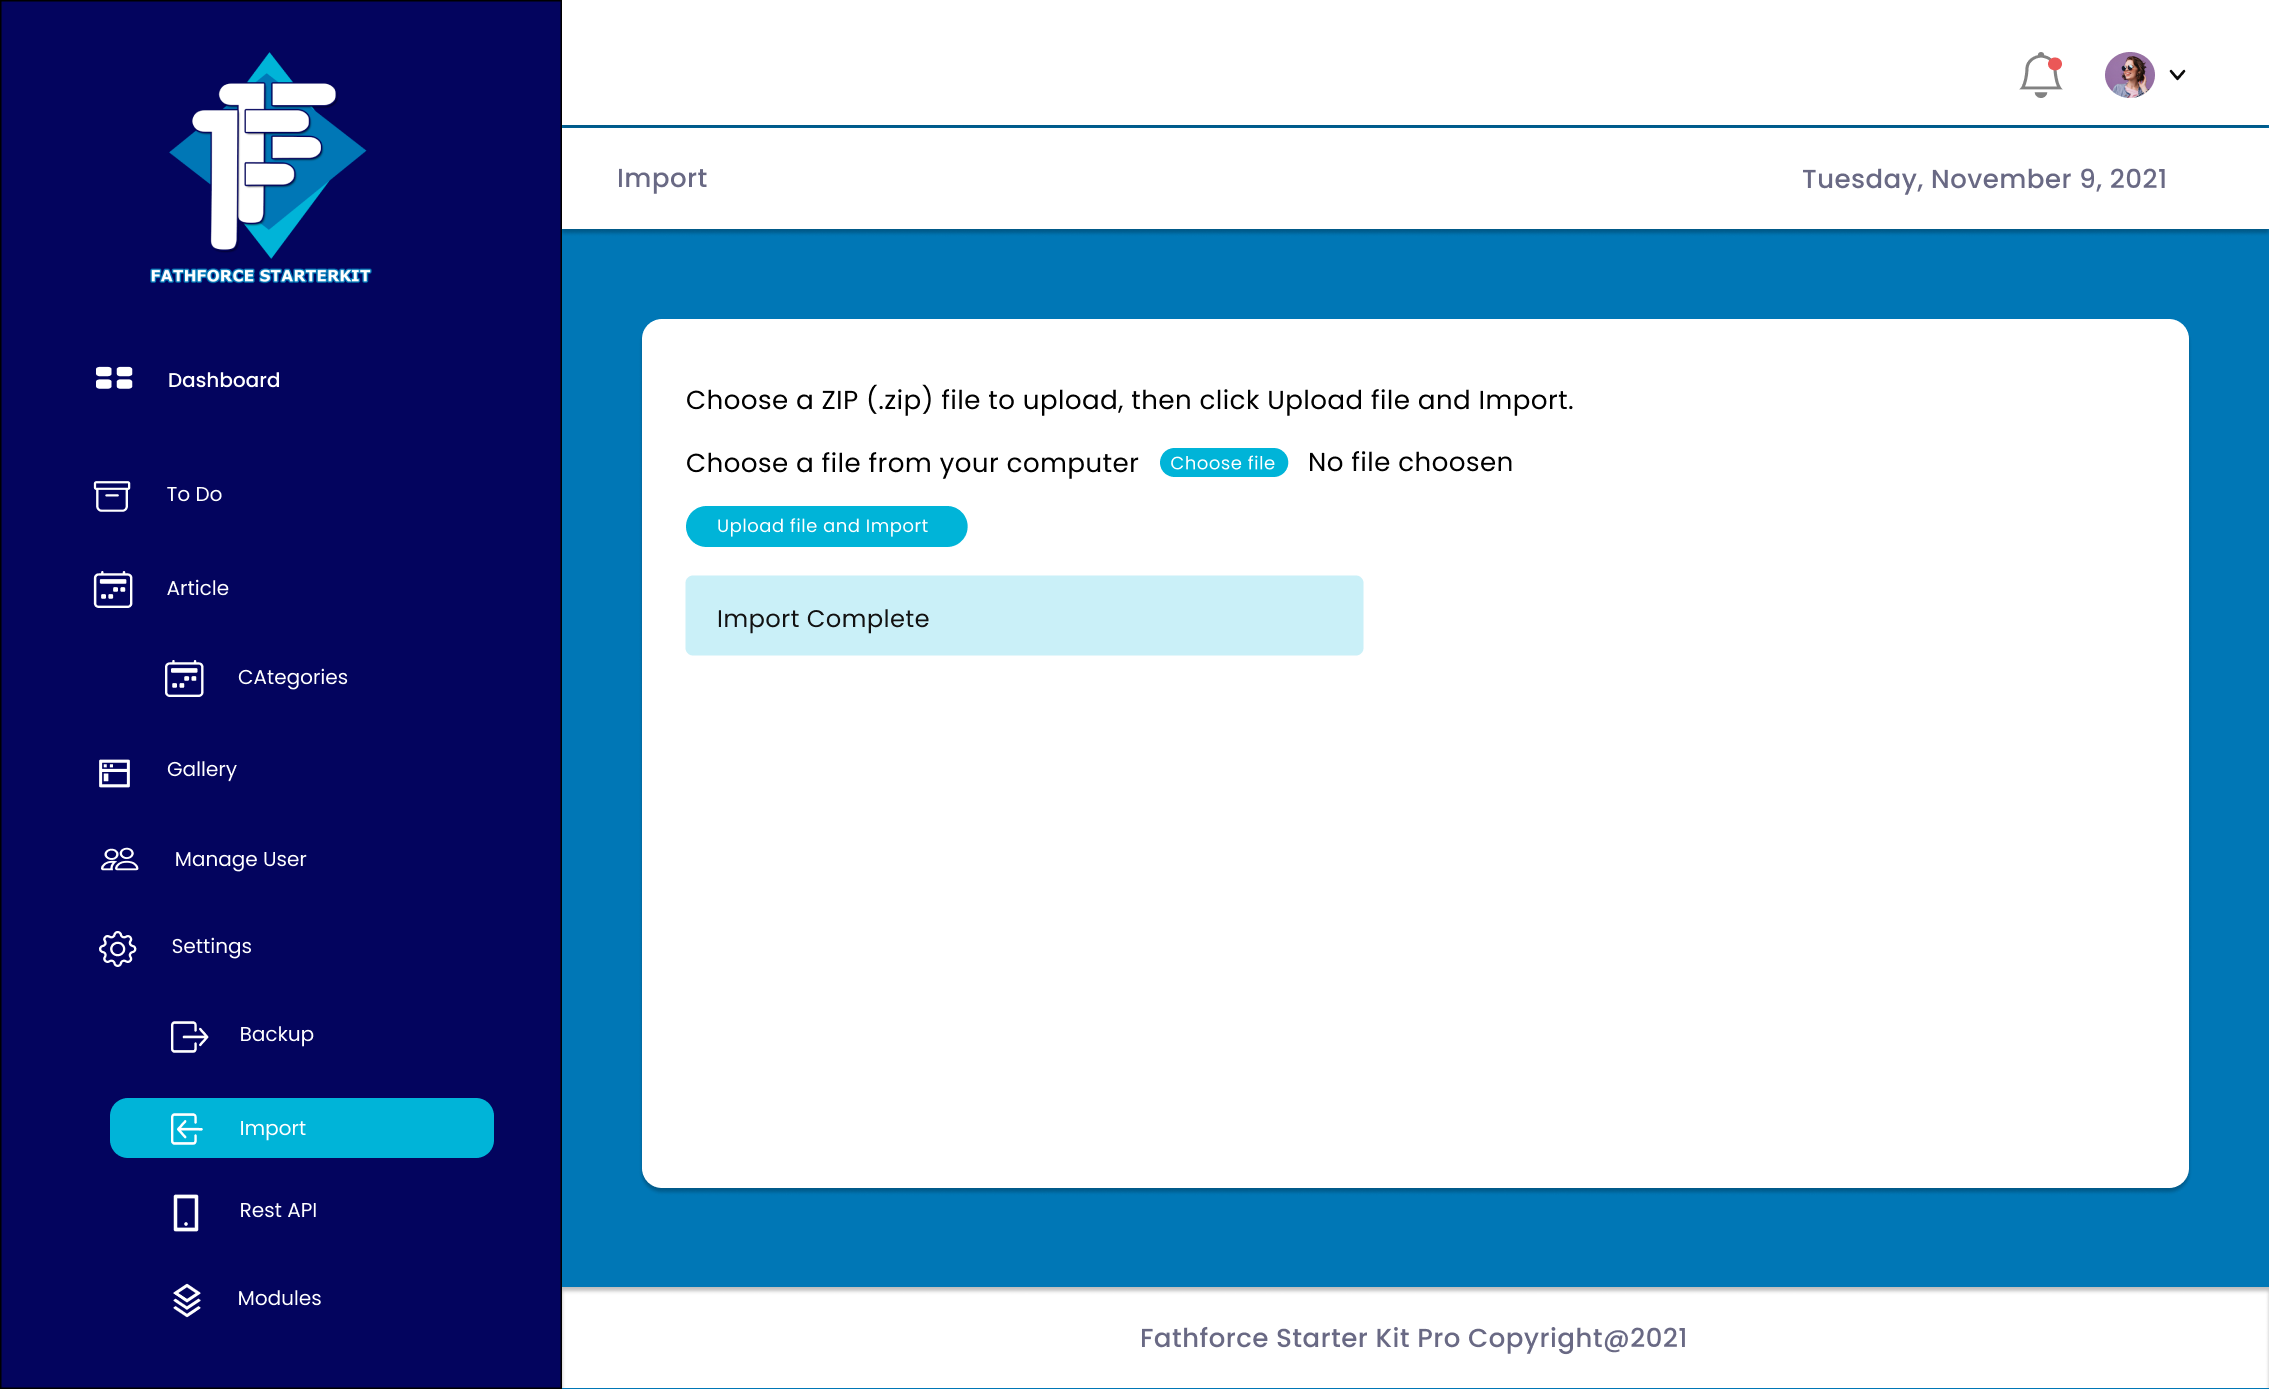 FATHFORCE STARTERKIT
Dashboard
To Do
Article
CAtegories
Gallery
Manage User
Settings
Backup
Import
Rest API
Modules
Import
Tuesday, November 9, 2021
Choose a ZIP (.zip) file to upload, then click Upload file and Import.
Choose a file from your computer Choose file No file choosen
Upload file and Import
Import Complete
Fathforce Starter Kit Pro Copyright@2021